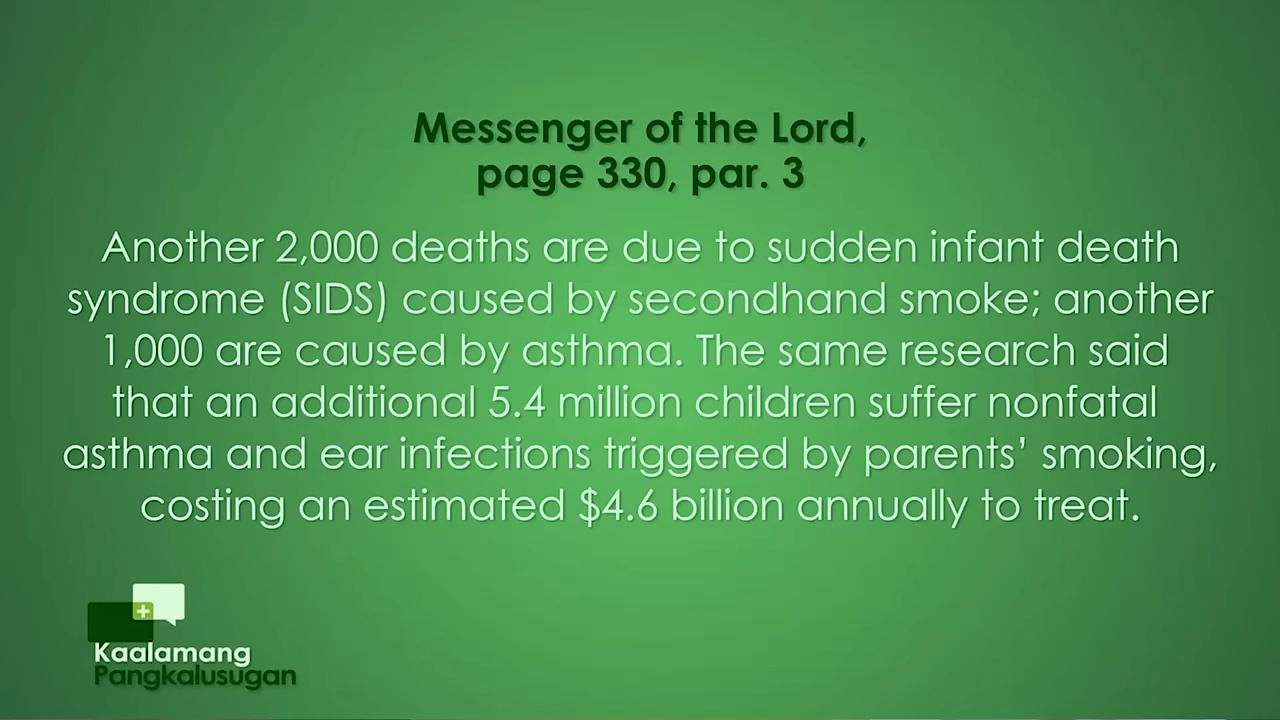 Messenger of the Lord,
page 330, par. 3
Another 2,000 deaths are due to sudden infant death
syndrome (SIDS) caused by secondhand smoke; another
1,000 are caused by asthma. The same research said
that an additional 5.4 million children suffer nonfatal
asthma and ear infections triggered by parents’ smoking,
costing an estimated $4.6 billion annually to treat.
Kaalamang
Pangkalusugan